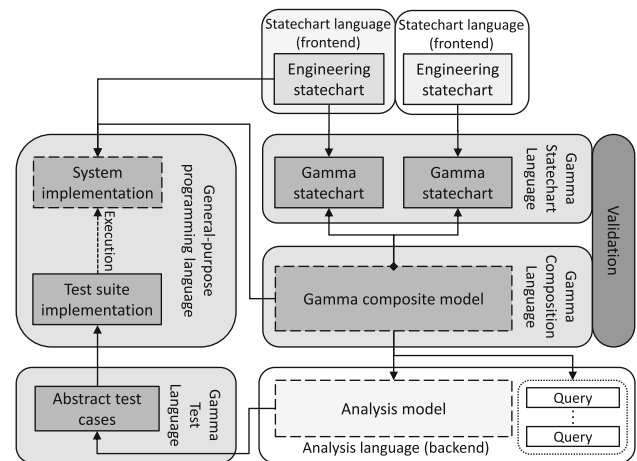 Statechart language
(frontend)
Engineering
statechart
Statechart language
(frontend)
Engineering
statechart
System
implementation
Execution
Test suite
implementation
General-purpose
programming language
Gamma
statechart
Gamma
statechart
Gamma
Statechart
Language
Validation
Gamma composite model
Gamma
Composition
Language
Abstract test
cases
Gamma
Test
Language
Analysis model
Analysis language (backend)
Query
Query